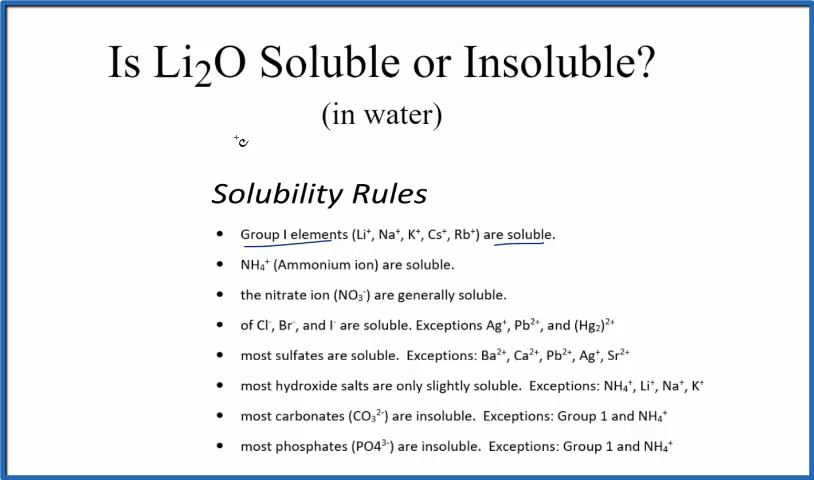 Is Li₂O Soluble or Insoluble?
(in water)
Solubility Rules
• Group I elements (Li⁺, Na⁺, K⁺, Cs⁺, Rb⁺) are soluble.
• NH₄⁺ (Ammonium ion) are soluble.
• the nitrate ion (NO₃⁻) are generally soluble.
• of Cl⁻, Br⁻, and I⁻ are soluble. Exceptions Ag⁺, Pb²⁺, and (Hg₂)²⁺
• most sulfates are soluble. Exceptions: Ba²⁺, Ca²⁺, Pb²⁺, Ag⁺, Sr²⁺
• most hydroxide salts are only slightly soluble. Exceptions: NH₄⁺, Li⁺, Na⁺, K⁺
• most carbonates (CO₃²⁻) are insoluble. Exceptions: Group 1 and NH₄⁺
• most phosphates (PO4³⁻) are insoluble. Exceptions: Group 1 and NH₄⁺